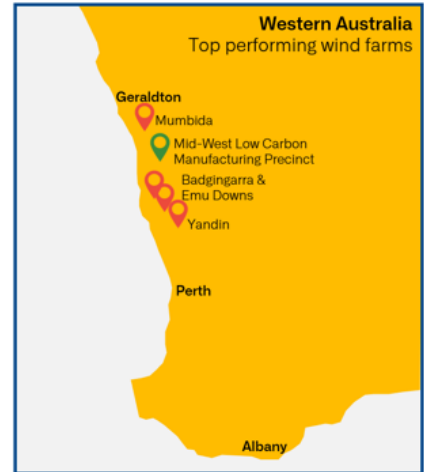 Western Australia
Top performing wind farms
Geraldton
Mumbida
Mid-West Low Carbon
Manufacturing Precinct
Badgingarra &
Emu Downs
Yandin
Perth
Albany